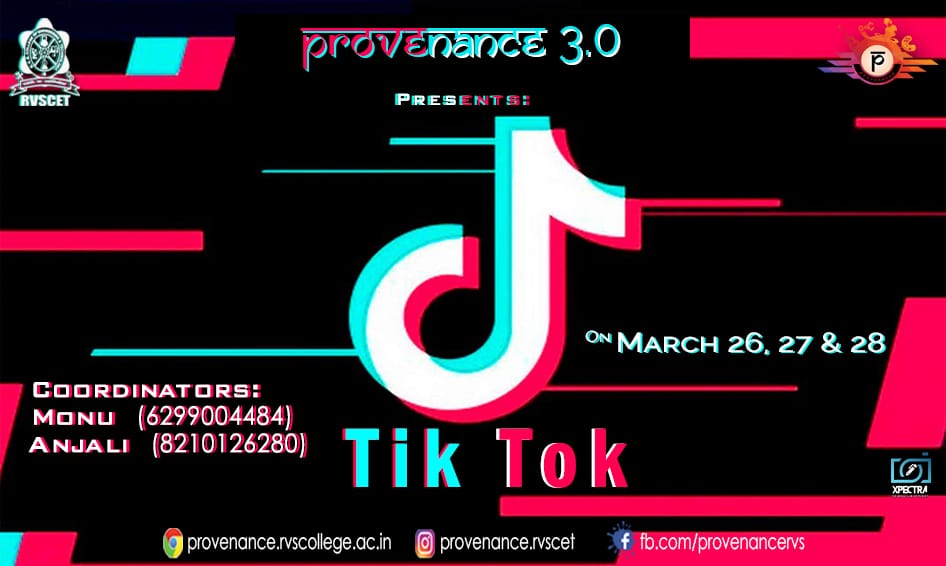 RVSCET
provenance 3.0
Presents:
On March 26, 27 & 28
Coordinators:
Monu (6299004484)
Anjali (8210126280)
Tik Tok
XPECTRA
provenance.rvscollege.ac.in provenance.rvscet fb.com/provenancervs